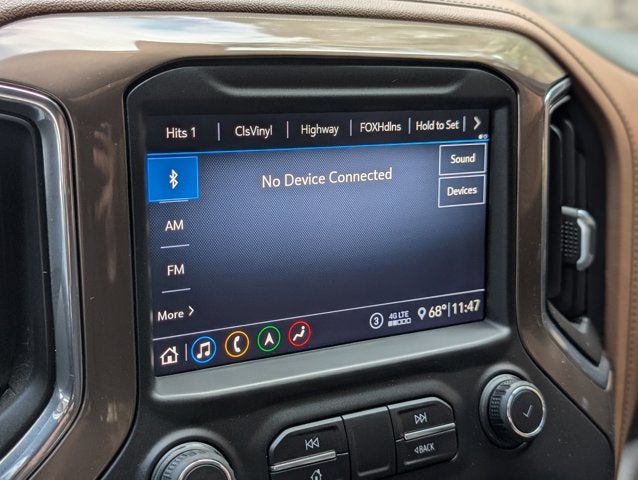 Hits 1 ClsVinyl Highway FOXHdlns Hold to Set
No Device Connected
Sound
Devices
AM
FM
More
3 4G LTE 68° 11:47
BACK